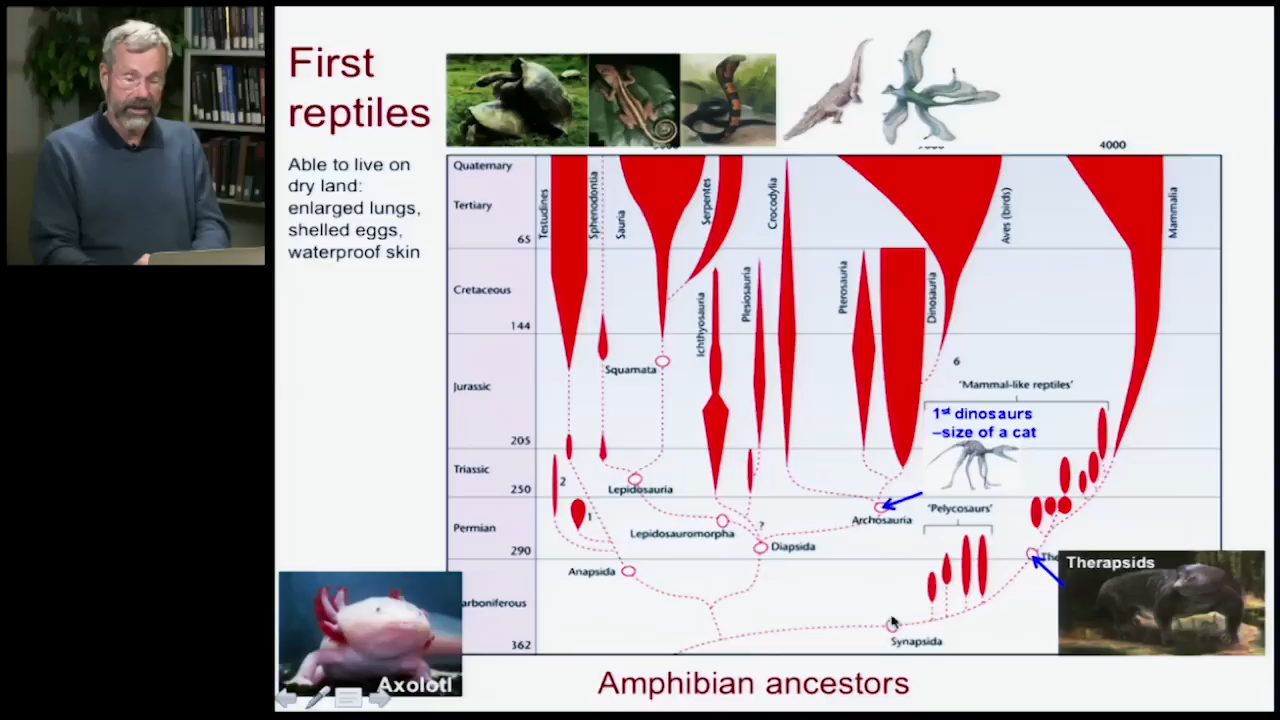 First
reptiles
Able to live on
dry land:
enlarged lungs,
shelled eggs,
waterproof skin
4000
Quaternary
Tertiary
65
Cretaceous
144
Jurassic
205
Triassic
250
Permian
290
arboniferous
362
Testudines
Sphenodontia
Sauria
Serpentes
Crocodylia
Aves (birds)
Mammalia
Ichthyosauria
Plesiosauria
Pterosauria
Dinosauria
Squamata
6
'Mammal-like reptiles'
1st dinosaurs
–size of a cat
2
Lepidosauria
1
Lepidosauromorpha
?
Archosauria
'Pelycosaurs'
Diapsida
Anapsida
The
Therapsids
Synapsida
Axolotl
Amphibian ancestors